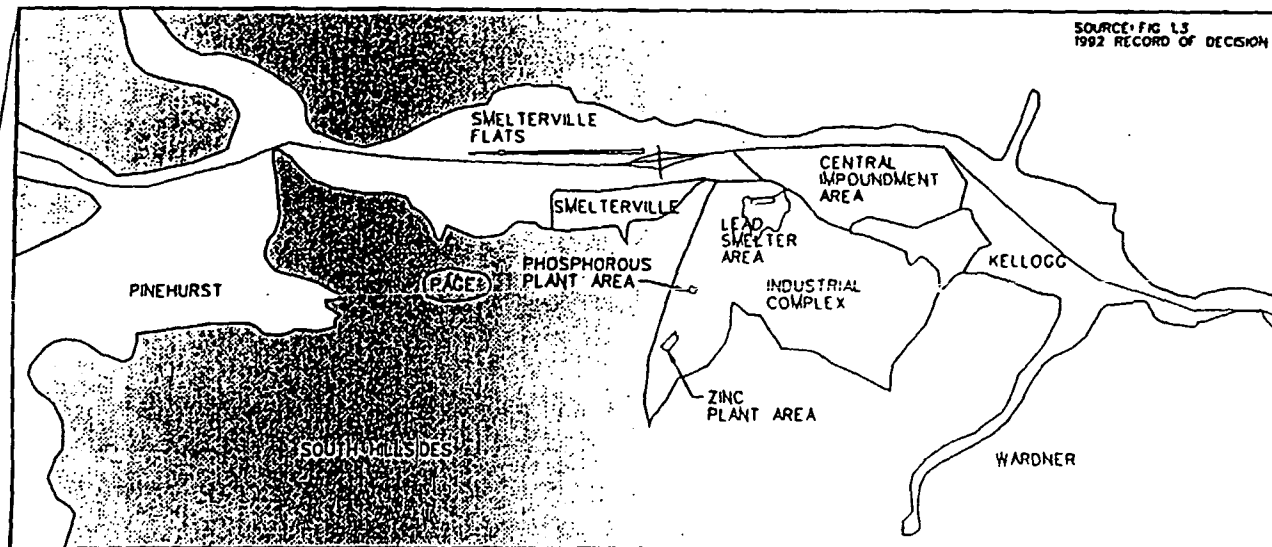 SOURCE: FIG 1.3
1992 RECORD OF DECISION
SMELTERVILLE
FLATS
CENTRAL
IMPOUNDMENT
AREA
SMELTERVILLE
LEAD
SMELTER
AREA
KELLOGG
PHOSPHOROUS
PLANT AREA
PAGE
PINEHURST
INDUSTRIAL
COMPLEX
ZINC
PLANT AREA
SOUTH HILLSIDES
WARDNER